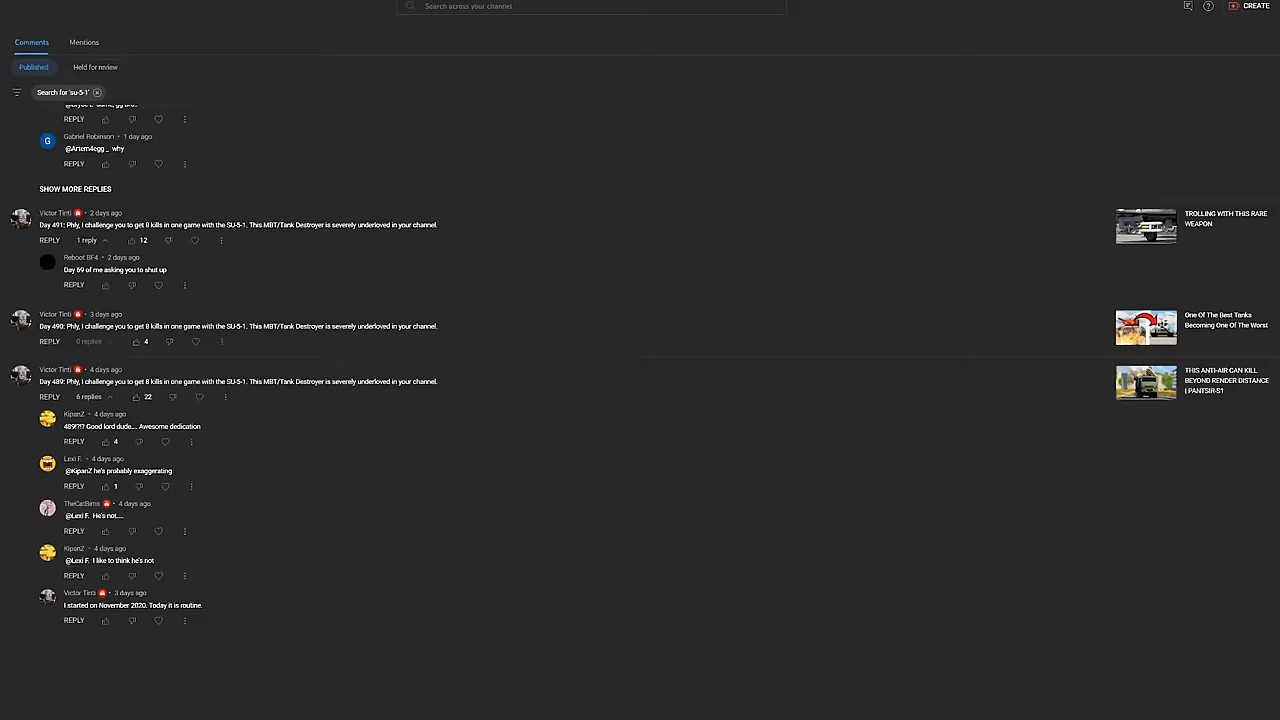 Search across your channel
CREATE
Comments
Mentions
Published
Held for review
Search for 'su-5-1'
REPLY
Gabriel Robinson • 1 day ago
@Artem4egg_ why
REPLY
SHOW MORE REPLIES
Victor Tinti • 2 days ago
Day 491: Phly, I challenge you to get 8 kills in one game with the SU-5-1. This MBT/Tank Destroyer is severely underloved in your channel.
REPLY 1 reply 12
TROLLING WITH THIS RARE
WEAPON
Reboot BF4 • 2 days ago
Day 69 of me asking you to shut up
REPLY
Victor Tinti • 3 days ago
Day 490: Phly, I challenge you to get 8 kills in one game with the SU-5-1. This MBT/Tank Destroyer is severely underloved in your channel.
REPLY 0 replies 4
One Of The Best Tanks
Becoming One Of The Worst
Victor Tinti • 4 days ago
Day 489: Phly, I challenge you to get 8 kills in one game with the SU-5-1. This MBT/Tank Destroyer is severely underloved in your channel.
REPLY 6 replies 22
THIS ANTI-AIR CAN KILL
BEYOND RENDER DISTANCE
| PANTSIR-S1
KipanZ • 4 days ago
489!?!? Good lord dude.... Awesome dedication
REPLY 4
Lexi F. • 4 days ago
@KipanZ he's probably exaggerating
REPLY 1
TheCatBims • 4 days ago
@Lexi F. He's not....
REPLY
KipanZ • 4 days ago
@Lexi F. I like to think he's not
REPLY
Victor Tinti • 3 days ago
I started on November 2020. Today it is routine.
REPLY